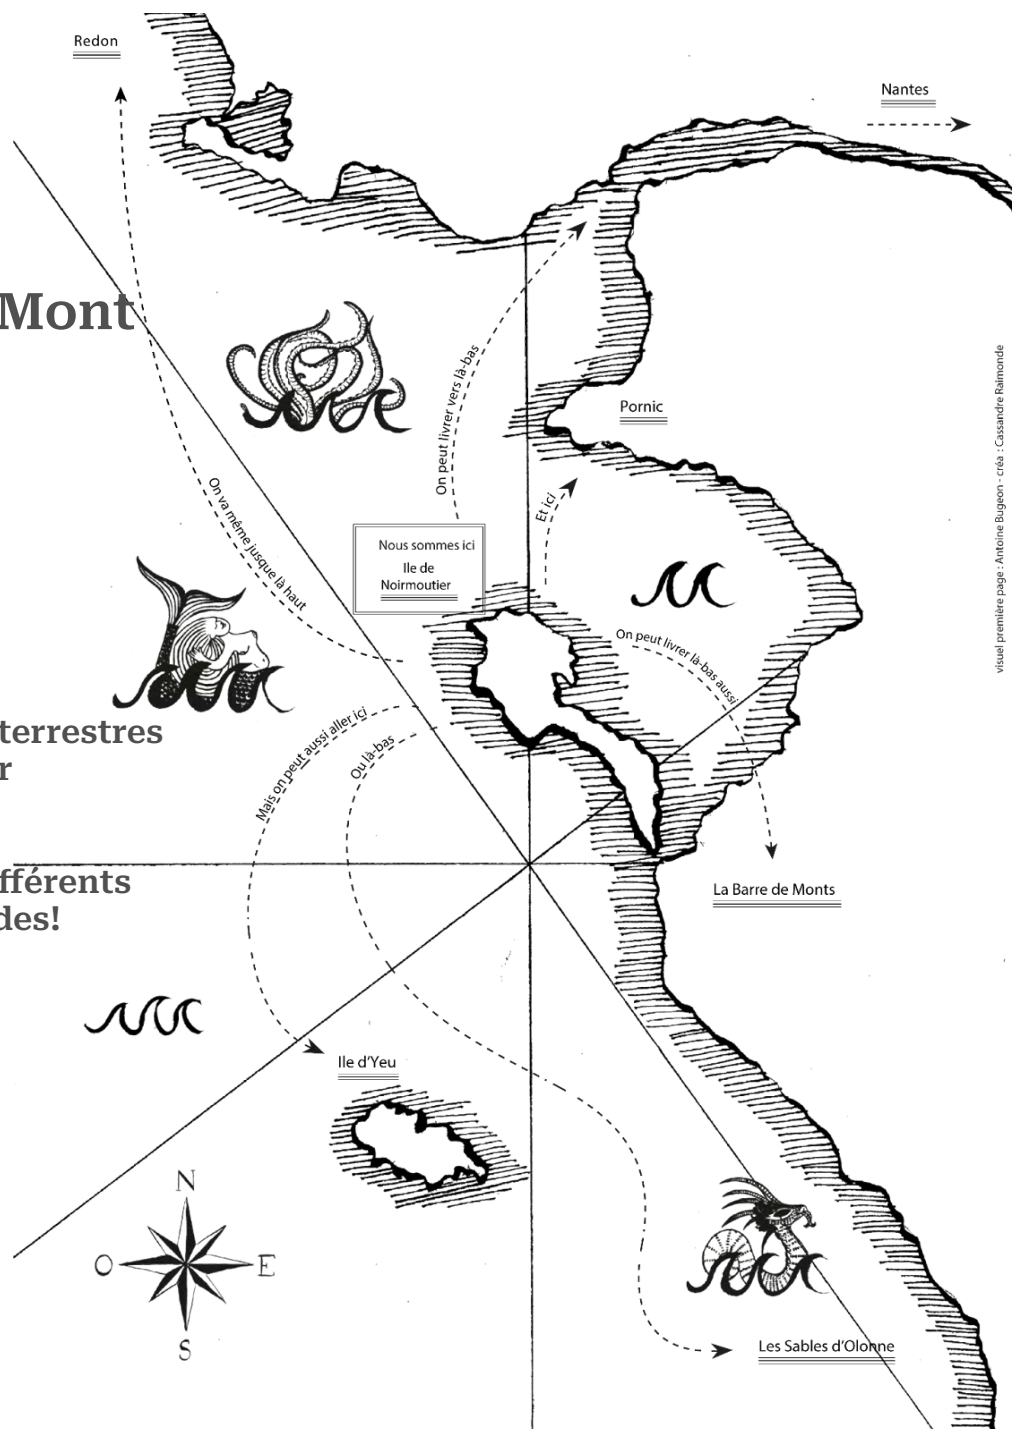 Redon
Nantes
Mont
On peut livrer vers là-bas
Pornic
On va même jusque là haut
Et ici
Nous sommes ici
Ile de
Noirmoutier
visuel première page : Antoine Bugeon - créa : Cassandre Raimonde
On peut livrer là-bas aussi
terrestres
r
Mais on peut aussi aller ici
Ou là-bas
fférents
des!
La Barre de Monts
Ile d'Yeu
N
O
E
S
Les Sables d'Olonne